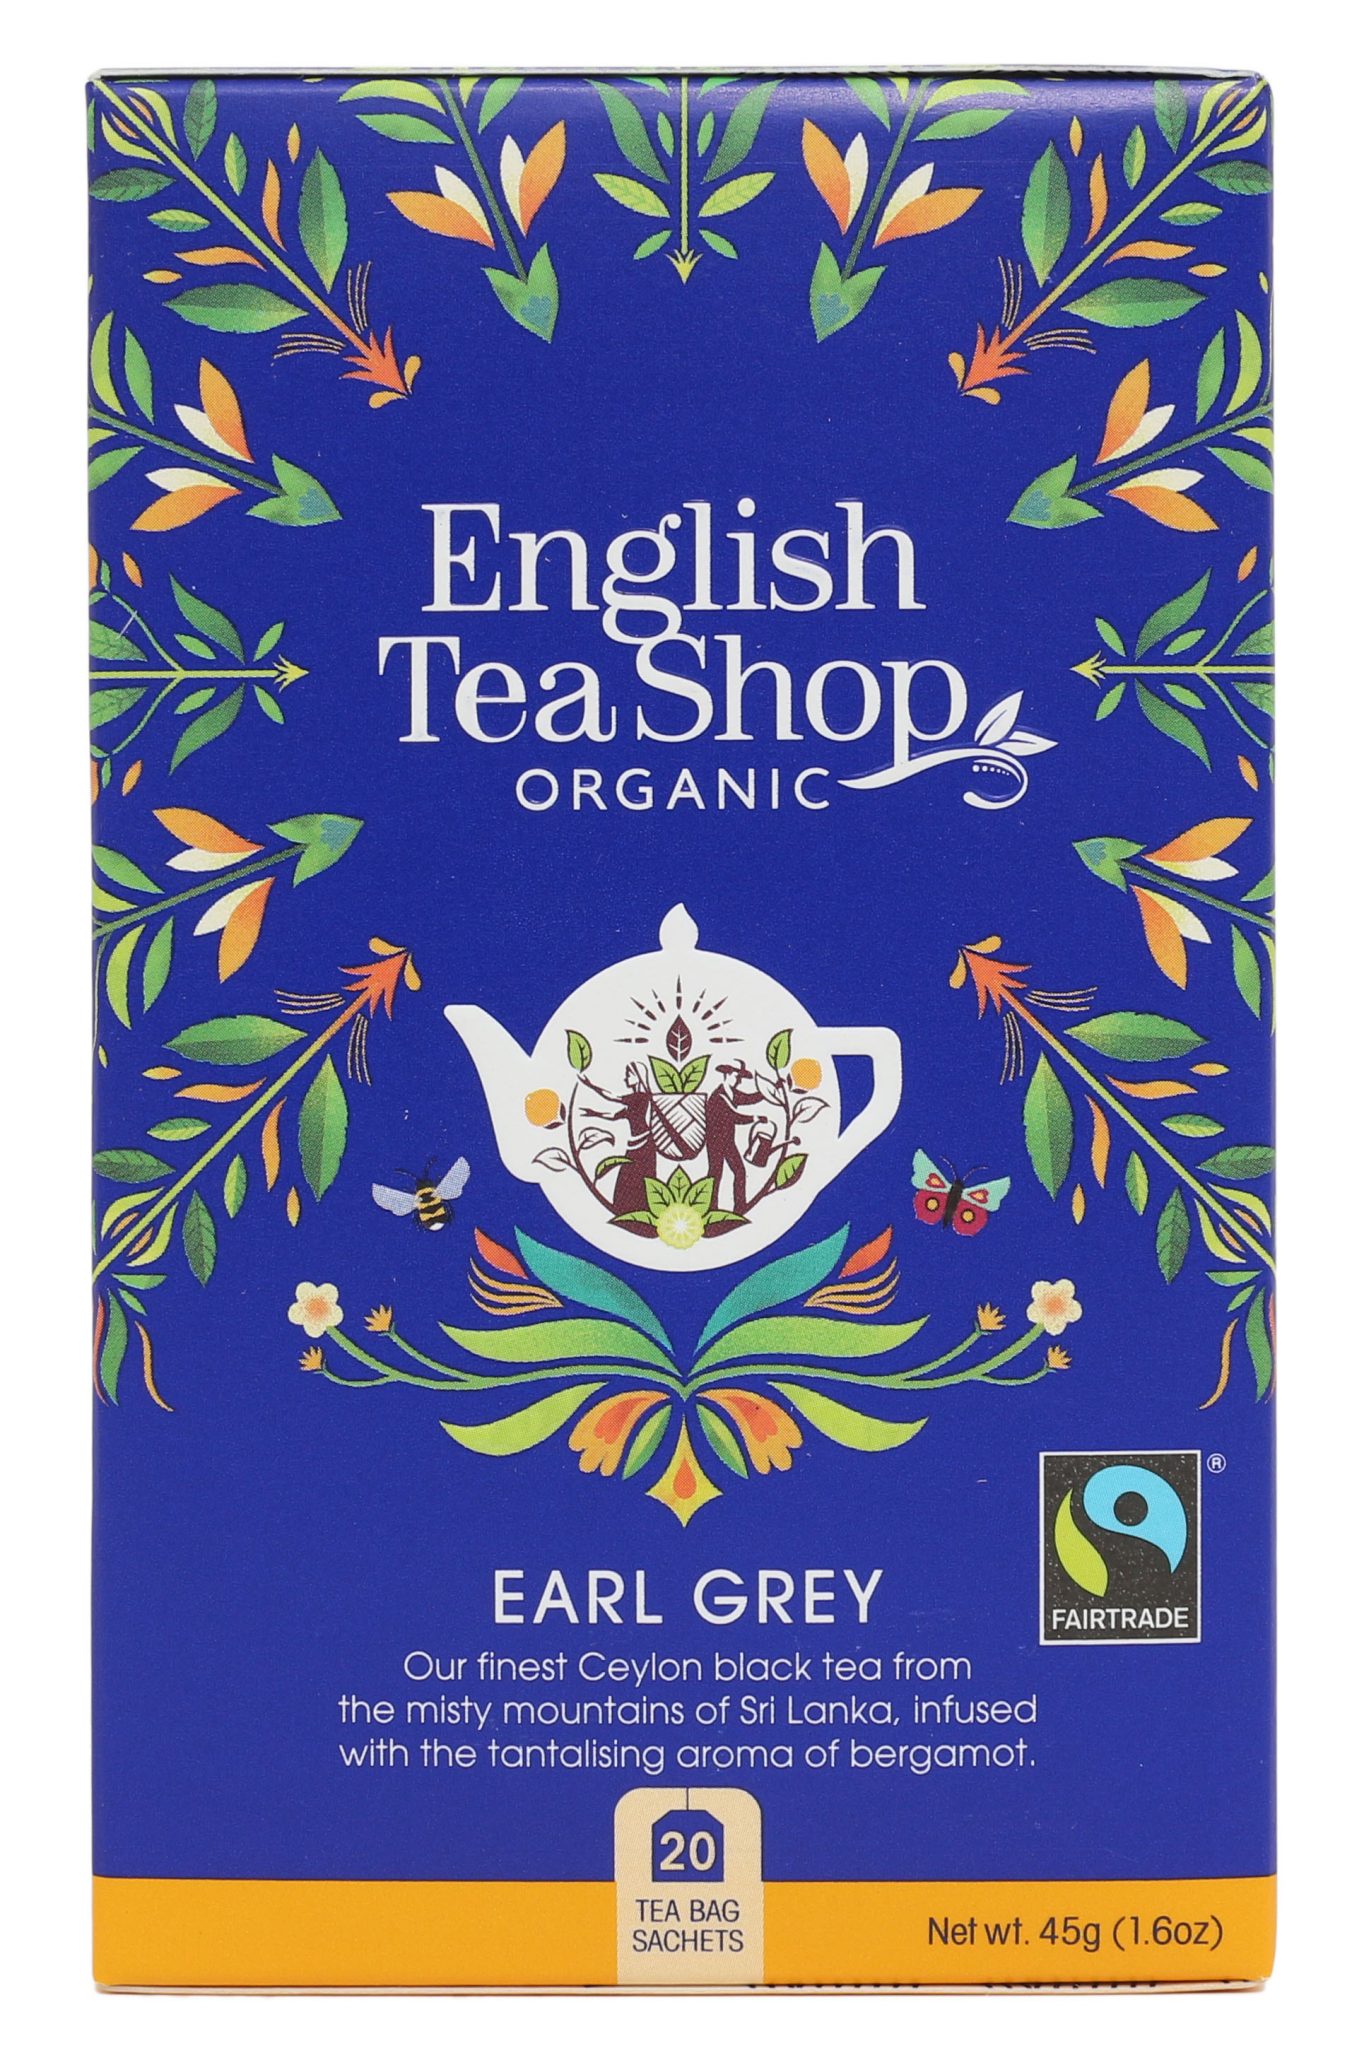 English
Tea Shop
ORGANIC
®
FAIRTRADE
EARL GREY
Our finest Ceylon black tea from
the misty mountains of Sri Lanka, infused
with the tantalising aroma of bergamot.
20
TEA BAG
SACHETS
Net wt. 45g (1.6oz)